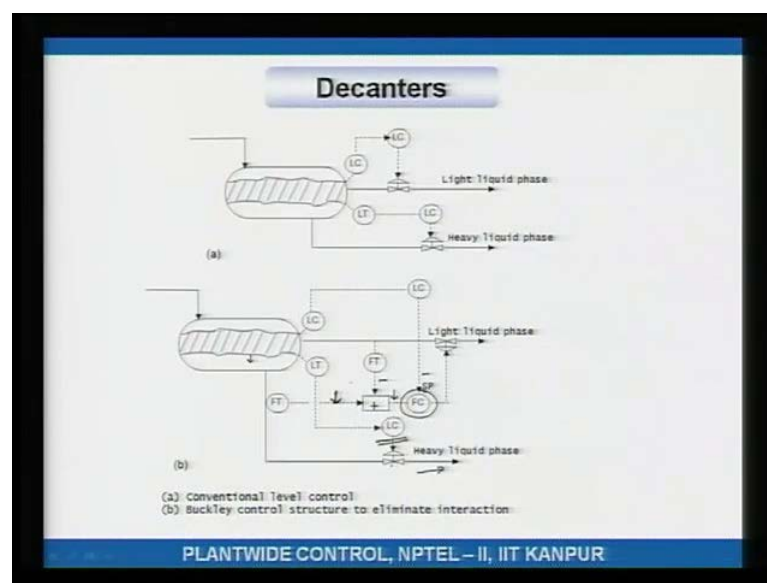 Decanters
LC
LC
Light liquid phase
LT
LC
Heavy liquid phase
(a)
LC
LC
Light liquid phase
LT
FT
SP
FT
+
FC
LC
Heavy liquid phase
(b)
(a) Conventional level control
(b) Buckley control structure to eliminate interaction
PLANTWIDE CONTROL, NPTEL – II, IIT KANPUR